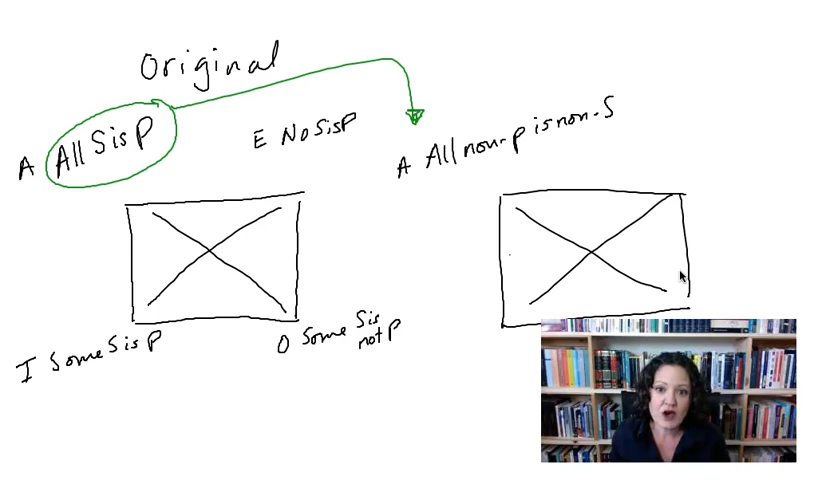 Original
A All S is P
E No S is P
A All non-p is non-S
I Some S is P
O Some S is
not P